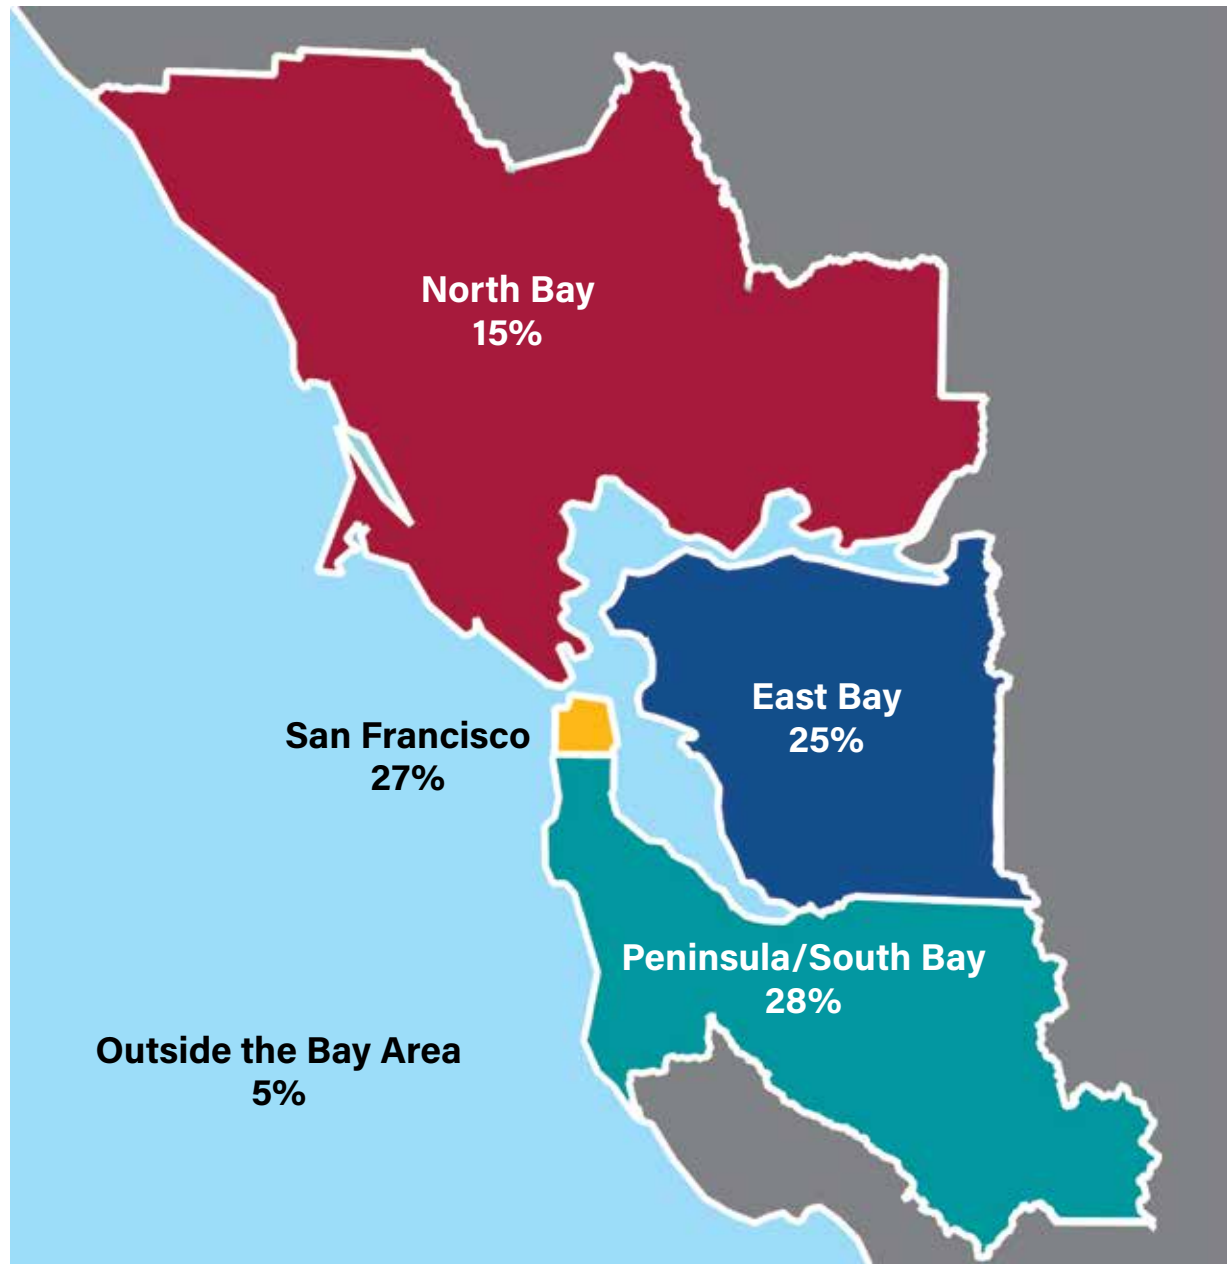 North Bay
15%
East Bay
25%
San Francisco
27%
Peninsula/South Bay
28%
Outside the Bay Area
5%